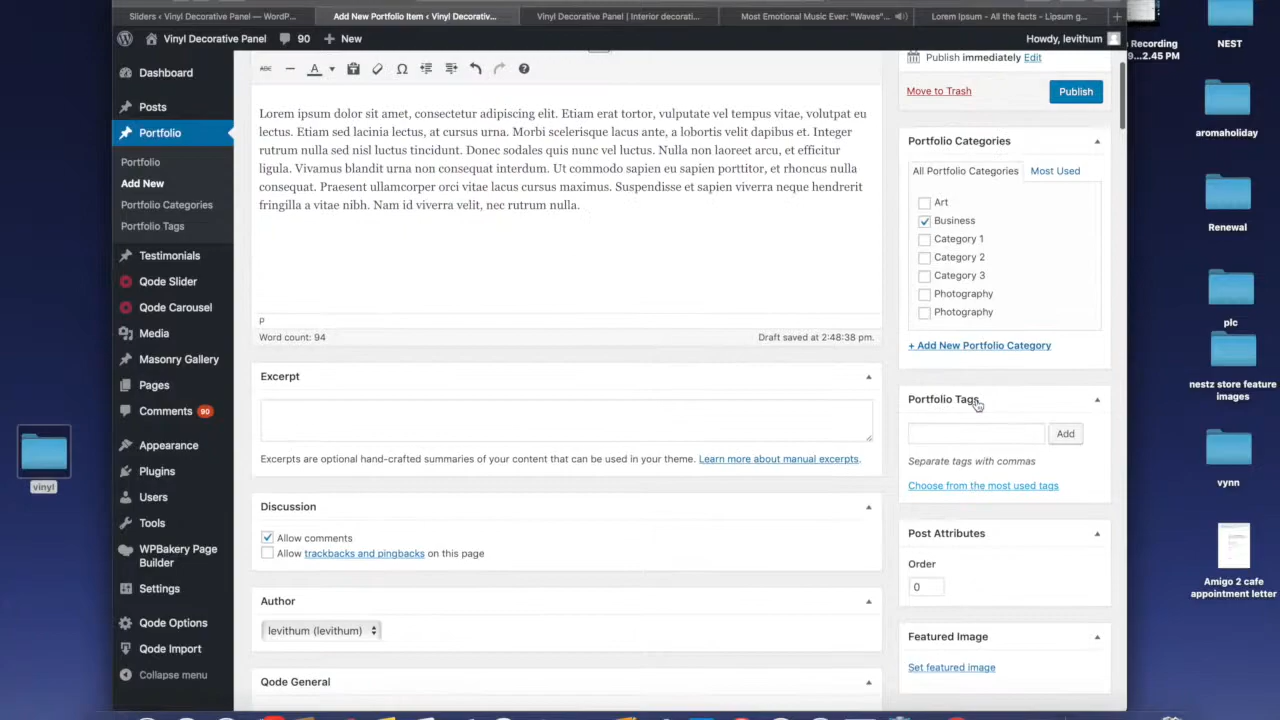 Sliders ‹ Vinyl Decorative Panel — WordP...
Add New Portfolio Item ‹ Vinyl Decorativ...
Vinyl Decorative Panel | Interior decorati...
Most Emotional Music Ever: "Waves"...
Lorem Ipsum - All the facts - Lipsum g...
Vinyl Decorative Panel
90
New
Howdy, levithum
Dashboard
Posts
Portfolio
Portfolio
Add New
Portfolio Categories
Portfolio Tags
Testimonials
Qode Slider
Qode Carousel
Media
Masonry Gallery
Pages
Comments 90
Appearance
Plugins
Users
Tools
WPBakery Page
Builder
Settings
Qode Options
Qode Import
Collapse menu
ABC
A
Lorem ipsum dolor sit amet, consectetur adipiscing elit. Etiam erat tortor, vulputate vel tempus vitae, volutpat eu
lectus. Etiam sed lacinia lectus, at cursus urna. Morbi scelerisque lacus ante, a lobortis velit dapibus et. Integer
rutrum nulla sed nisl luctus tincidunt. Donec sodales quis nunc vel luctus. Nulla non laoreet arcu, et efficitur
ligula. Vivamus blandit urna non consequat interdum. Ut commodo sapien eu sapien porttitor, et rhoncus nulla
consequat. Praesent ullamcorper orci vitae lacus cursus maximus. Suspendisse et sapien viverra neque hendrerit
fringilla a vitae nibh. Nam id viverra velit, nec rutrum nulla.
P
Word count: 94
Draft saved at 2:48:38 pm.
Excerpt
Excerpts are optional hand-crafted summaries of your content that can be used in your theme. Learn more about manual excerpts.
Discussion
Allow comments
Allow trackbacks and pingbacks on this page
Author
levithum (levithum)
Qode General
Publish immediately Edit
Move to Trash
Publish
Portfolio Categories
All Portfolio Categories
Most Used
Art
Business
Category 1
Category 2
Category 3
Photography
Photography
+ Add New Portfolio Category
Portfolio Tags
Add
Separate tags with commas
Choose from the most used tags
Post Attributes
Order
0
Featured Image
Set featured image
Recording
9...2.45 PM
NEST
aromaholiday
Renewal
pic
nestz store feature
images
vynn
Amigo 2 cafe
appointment letter
vinyl